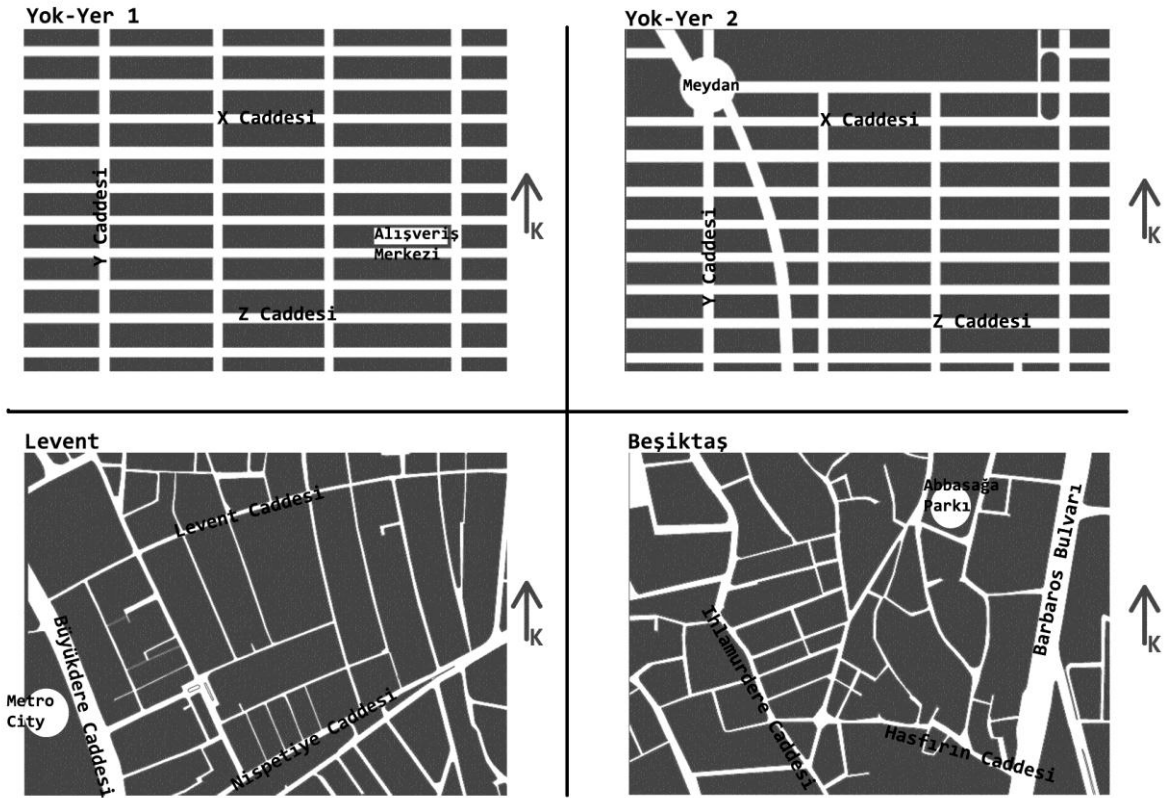 Yok-Yer 1
X Caddesi
Y Caddesi
Alışveriş
Merkezi
Z Caddesi
K
Yok-Yer 2
Meydan
X Caddesi
Y Caddesi
Z Caddesi
K
Levent
Levent Caddesi
Büyükdere Caddesi
Metro
City
Nispetiye Caddesi
K
Beşiktaş
Abbasağa
Parkı
Barbaros Bulvarı
Ihlamurdere Caddesi
Hasfırın Caddesi
K